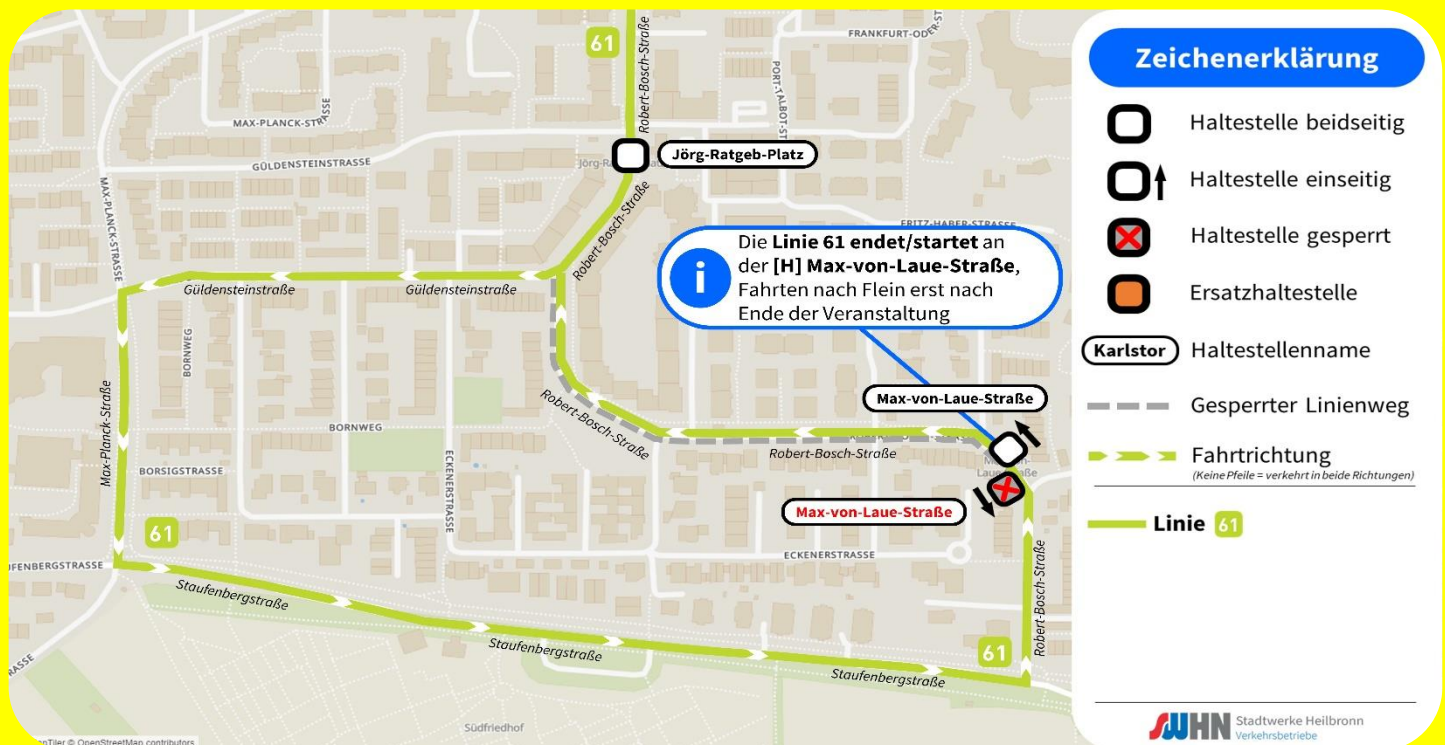 61
Robert-Bosch-Straße
FRANKFURT-ODER-STR
PORT-TALBOT-ST
MAX-PLANCK-STRAßE
GÜLDENSTEINSTRASSE
Jörg-Ratgeb-Platz
MAX-PLANCK-STRAßE
Robert-Bosch-Straße
FRITZ-HABER-STRASSE
Die Linie 61 endet/startet an
der [H] Max-von-Laue-Straße,
Fahrten nach Flein erst nach
Ende der Veranstaltung
i
Güldensteinstraße
Güldensteinstraße
BORNWEG
Max-Planck-Straße
Robert-Bosch-Straße
Max-von-Laue-Straße
BORNWEG
BORSIGSTRASSE
ECKENERSTRASSE
Robert-Bosch-Straße
Max-von-Laue-Straße
61
ECKENERSTRASSE
UFENBERGSTRASSE
Staufenbergstraße
Staufenbergstraße
Staufenbergstraße
61
Robert-Bosch-Straße
RASSE
Südfriedhof
nTiler © OpenStreetMap contributors
Zeichenerklärung
Haltestelle beidseitig
Haltestelle einseitig
Haltestelle gesperrt
Ersatzhaltestelle
Karlstor Haltestellenname
Gesperrter Linienweg
Fahrtrichtung
(Keine Pfeile = verkehrt in beide Richtungen)
Linie 61
SWHN Stadtwerke Heilbronn
Verkehrsbetriebe